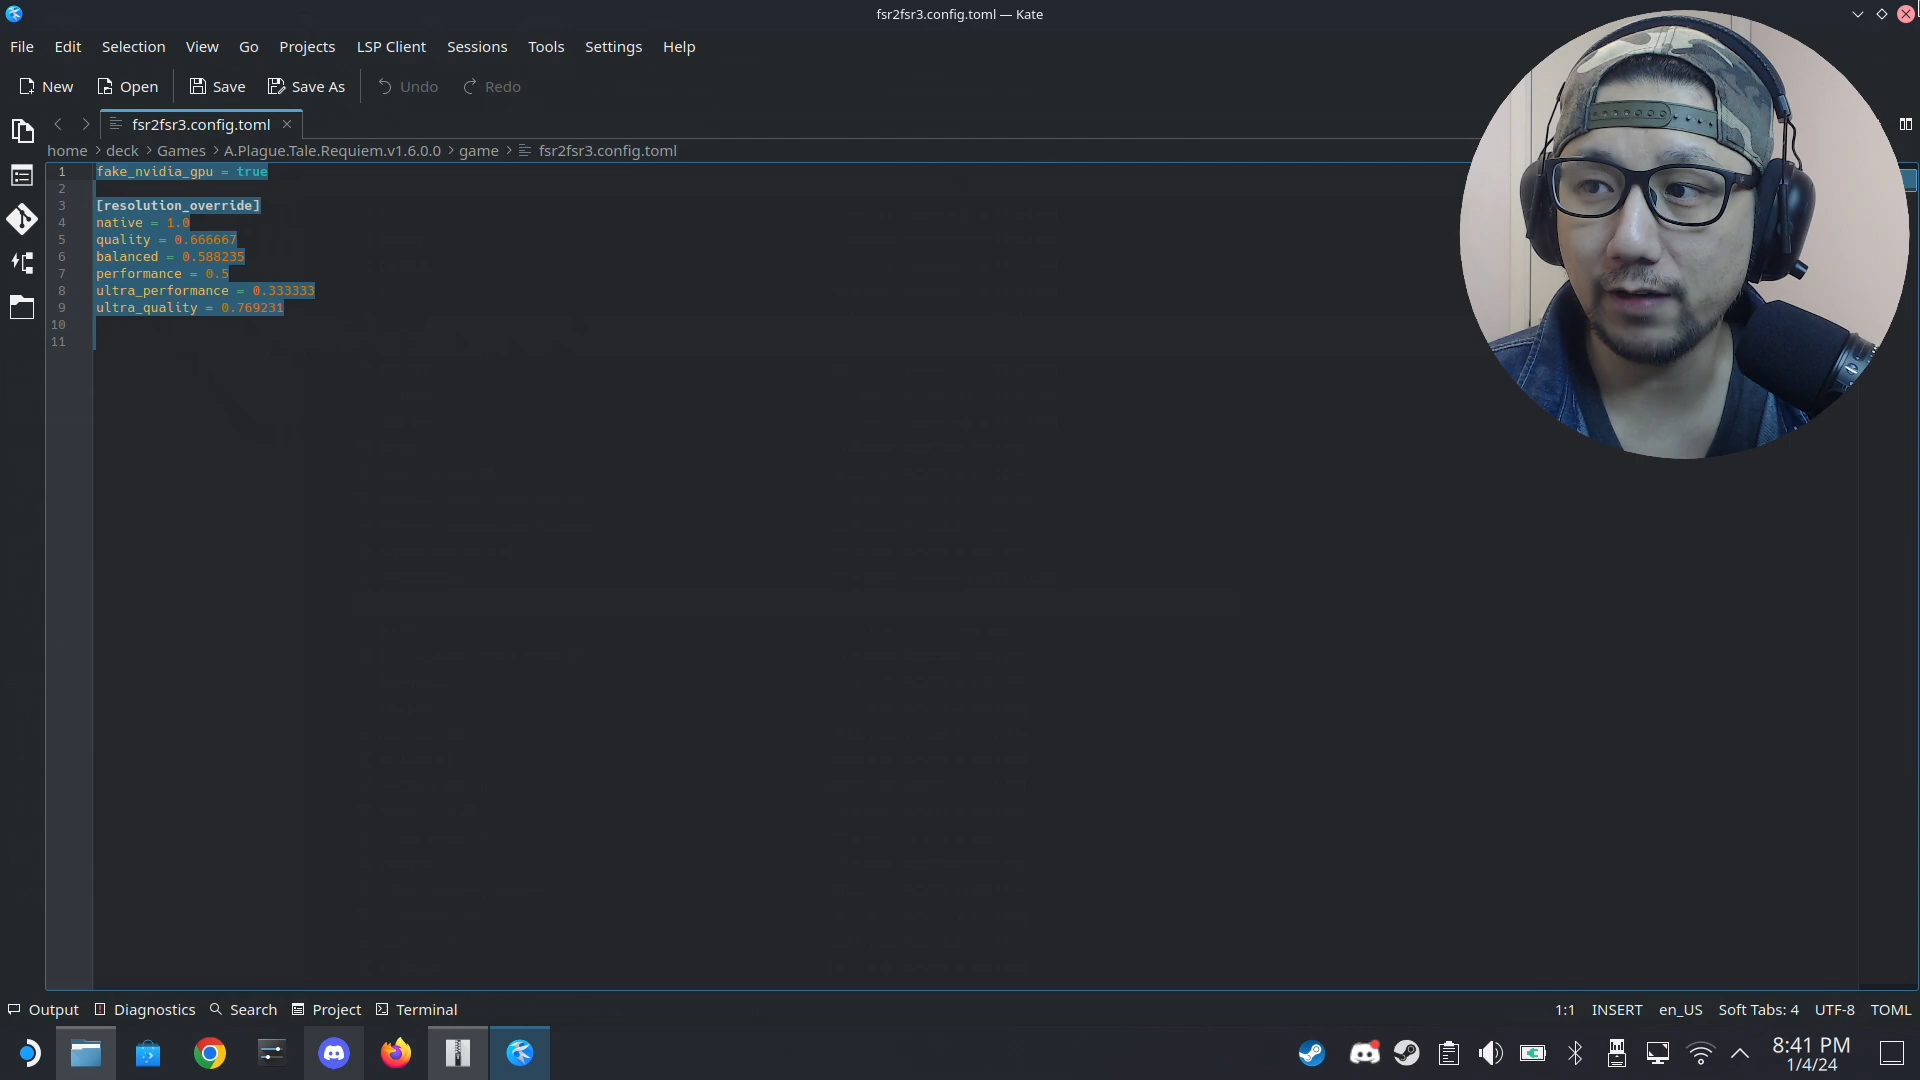 fsr2fsr3.config.toml — Kate
File Edit Selection View Go Projects LSP Client Sessions Tools Settings Help
New Open Save Save As Undo Redo
fsr2fsr3.config.toml
home > deck > Games > A.Plague.Tale.Requiem.v1.6.0.0 > game > fsr2fsr3.config.toml
1 fake_nvidia_gpu = true
2
3 [resolution_override]
4 native = 1.0
5 quality = 0.666667
6 balanced = 0.588235
7 performance = 0.5
8 ultra_performance = 0.333333
9 ultra_quality = 0.769231
10
11
Output Diagnostics Search Project Terminal 1:1 INSERT en_US Soft Tabs: 4 UTF-8 TOML
8:41 PM
1/4/24